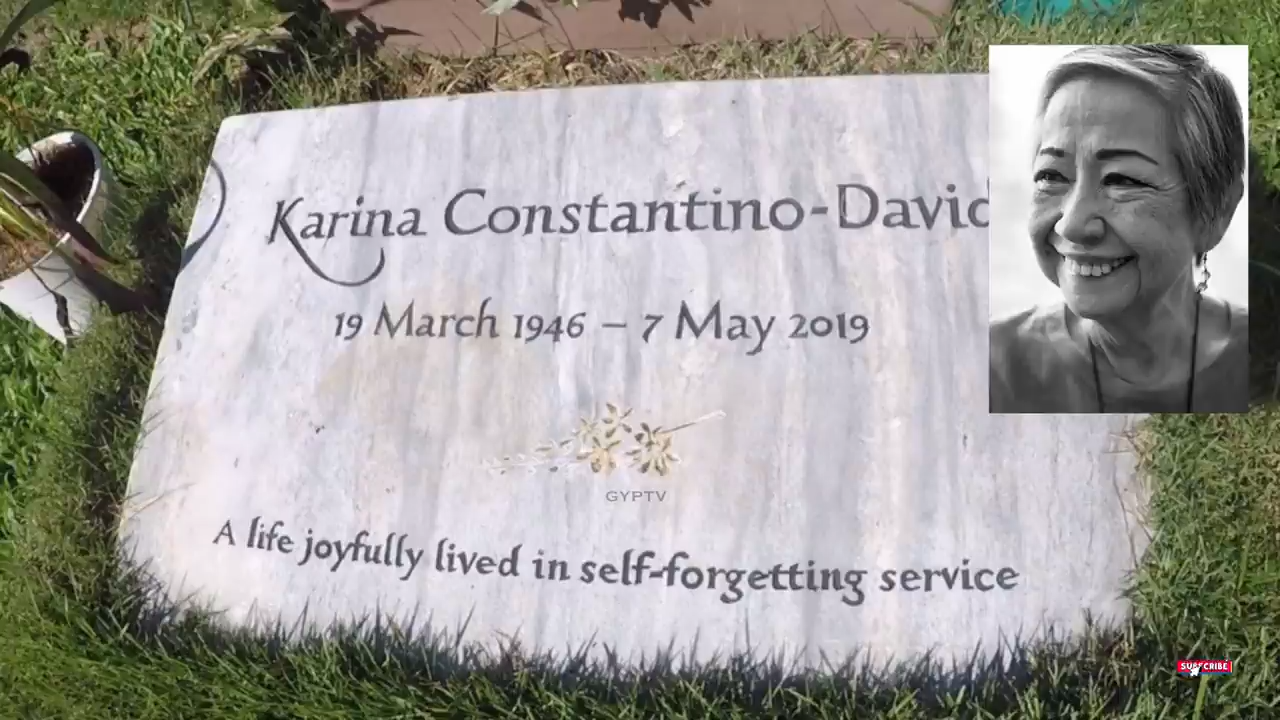 Karina Constantino-David
19 March 1946 – 7 May 2019
GYPTV
A life joyfully lived in self-forgetting service
SUBSCRIBE